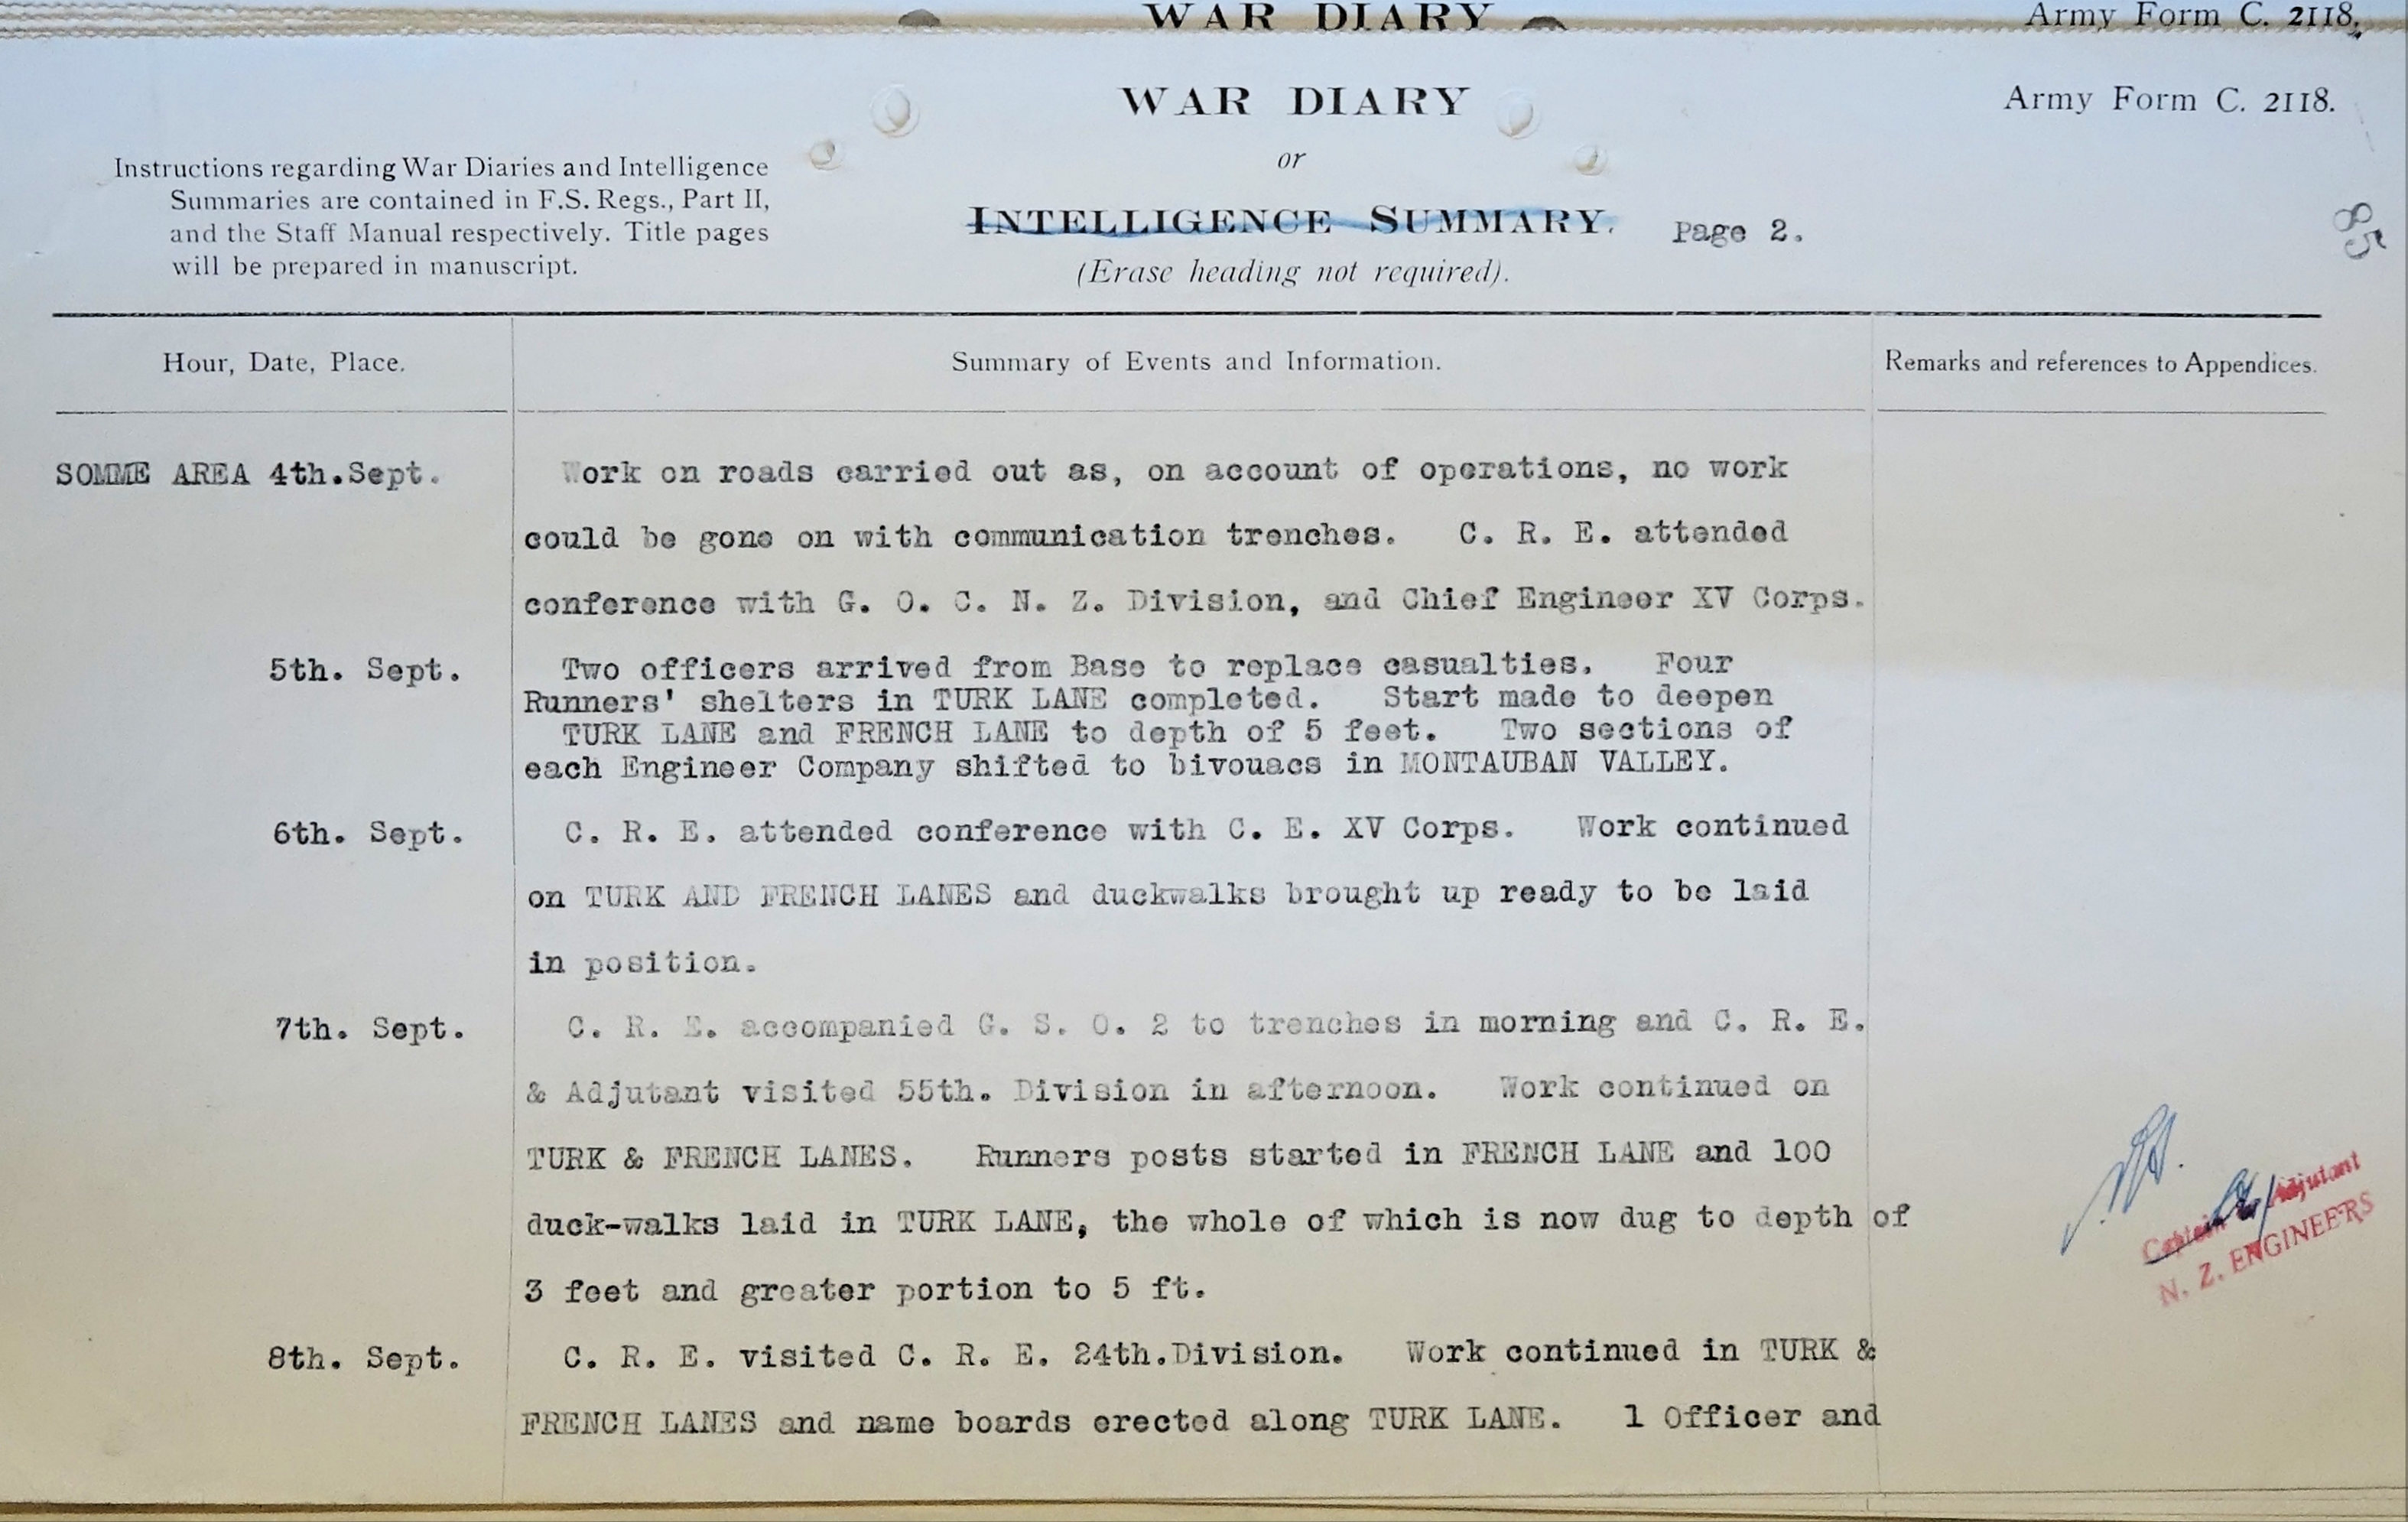 WAR DIARY
Army Form C. 2118.
WAR DIARY
Army Form C. 2118.
or
Instructions regarding War Diaries and Intelligence
Summaries are contained in F.S. Regs., Part II,
and the Staff Manual respectively. Title pages
will be prepared in manuscript.
INTELLIGENCE SUMMARY.
Page 2.
(Erase heading not required).
85
Hour, Date, Place.
Summary of Events and Information.
Remarks and references to Appendices.
SOMME AREA 4th.Sept.
Work on roads carried out as, on account of operations, no work
could be gone on with communication trenches. C. R. E. attended
conference with G. O. C. N. Z. Division, and Chief Engineer XV Corps.
5th. Sept.
Two officers arrived from Base to replace casualties. Four
Runners' shelters in TURK LANE completed. Start made to deepen
TURK LANE and FRENCH LANE to depth of 5 feet. Two sections of
each Engineer Company shifted to bivouacs in MONTAUBAN VALLEY.
6th. Sept.
C. R. E. attended conference with C. E. XV Corps. Work continued
on TURK AND FRENCH LANES and duckwalks brought up ready to be laid
in position.
7th. Sept.
C. R. E. accompanied G. S. O. 2 to trenches in morning and C. R. E.
& Adjutant visited 55th. Division in afternoon. Work continued on
TURK & FRENCH LANES. Runners posts started in FRENCH LANE and 100
duck-walks laid in TURK LANE, the whole of which is now dug to depth of
3 feet and greater portion to 5 ft.
Captain Adjutant
N. Z. ENGINEERS
8th. Sept.
C. R. E. visited C. R. E. 24th.Division. Work continued in TURK &
FRENCH LANES and name boards erected along TURK LANE. 1 Officer and